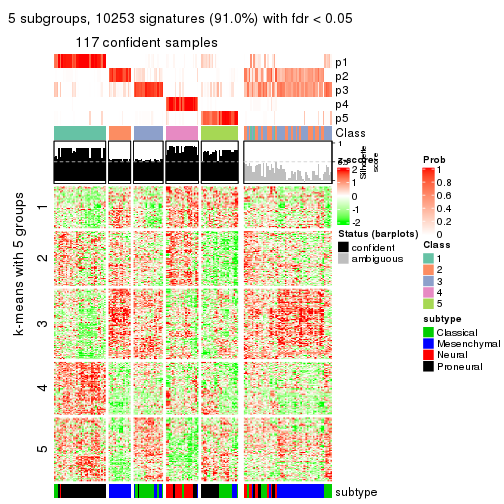 5 subgroups, 10253 signatures (91.0%) with fdr < 0.05
117 confident samples
p1
p2
p3
p4
p5
Class
1
0
Silhouette
score
z-score
2
1
0
-1
-2
k-means with 5 groups
1
2
3
4
5
Status (barplots)
confident
ambiguous
Prob
1
0.8
0.6
0.4
0.2
0
Class
1
2
3
4
5
subtype
Classical
Mesenchymal
Neural
Proneural
subtype